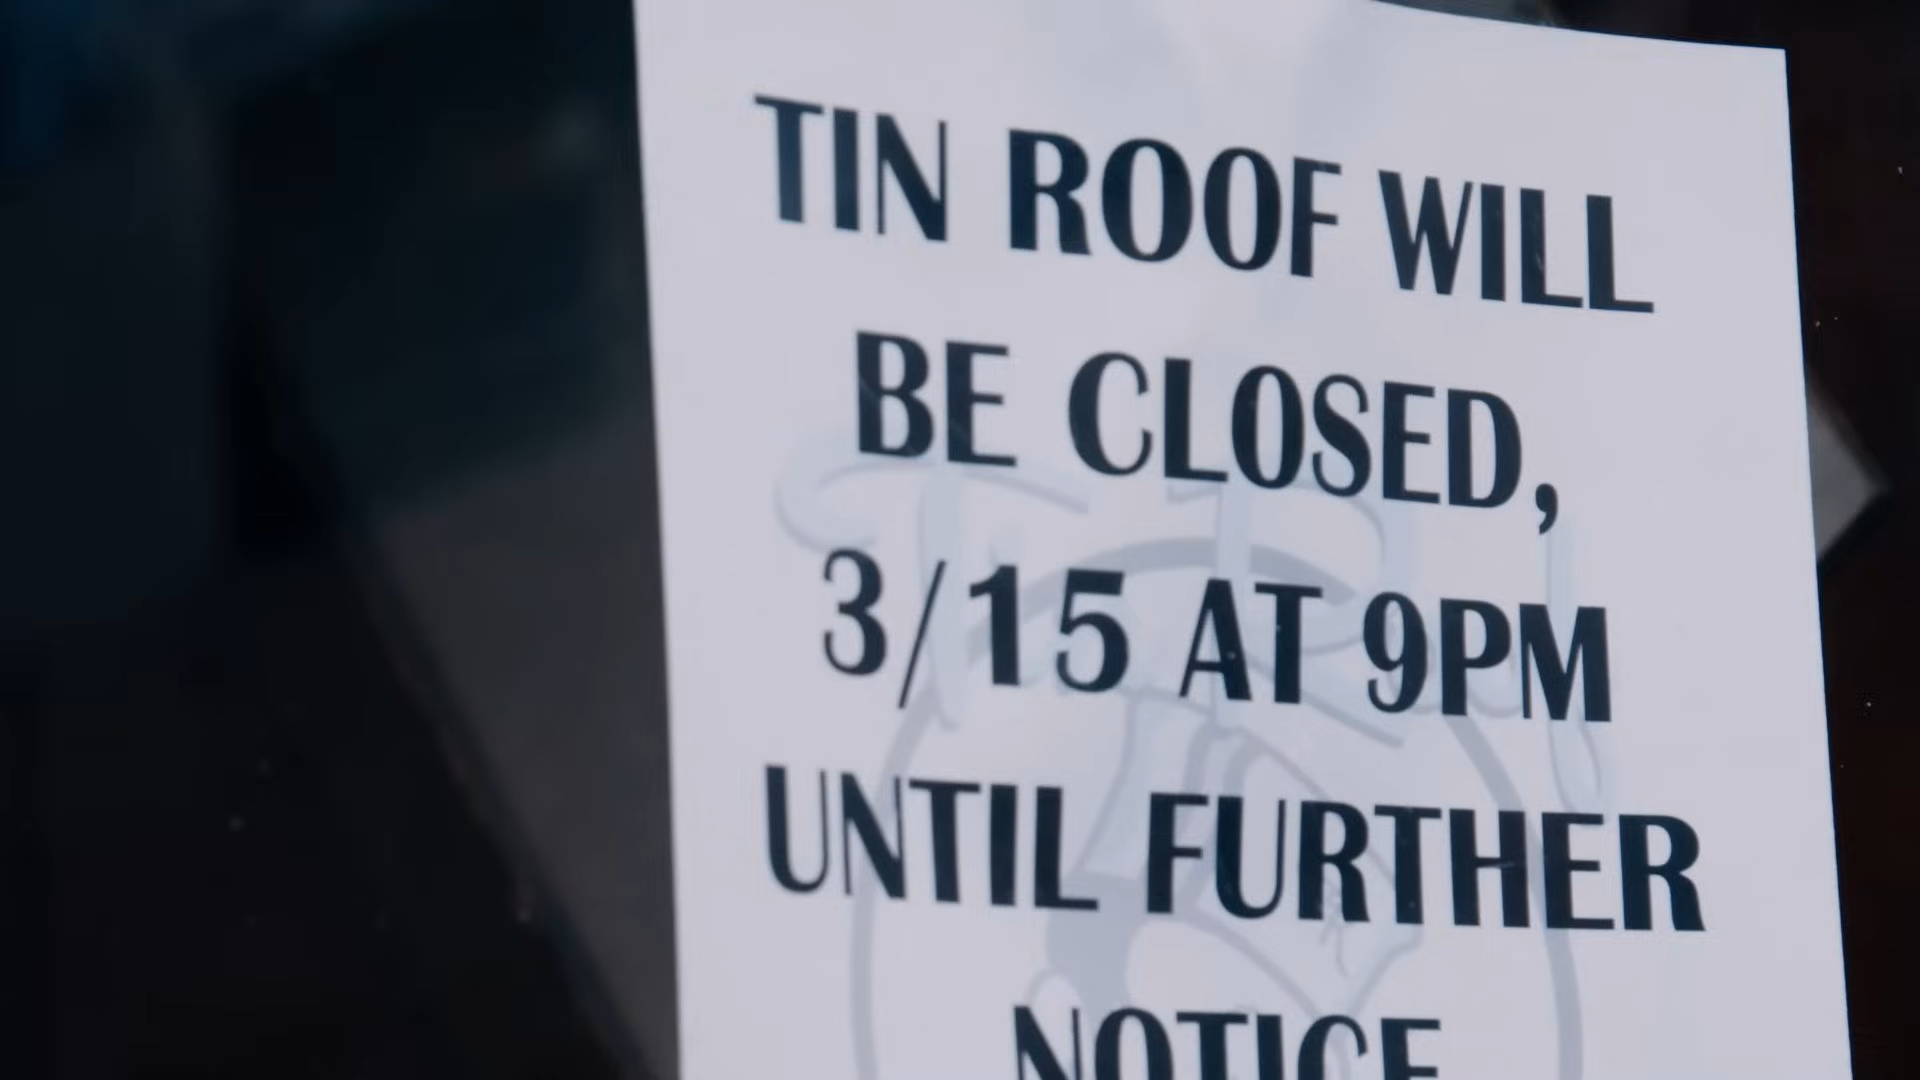 TIN ROOF WILL
BE CLOSED,
3/15 AT 9PM
UNTIL FURTHER
NOTICE